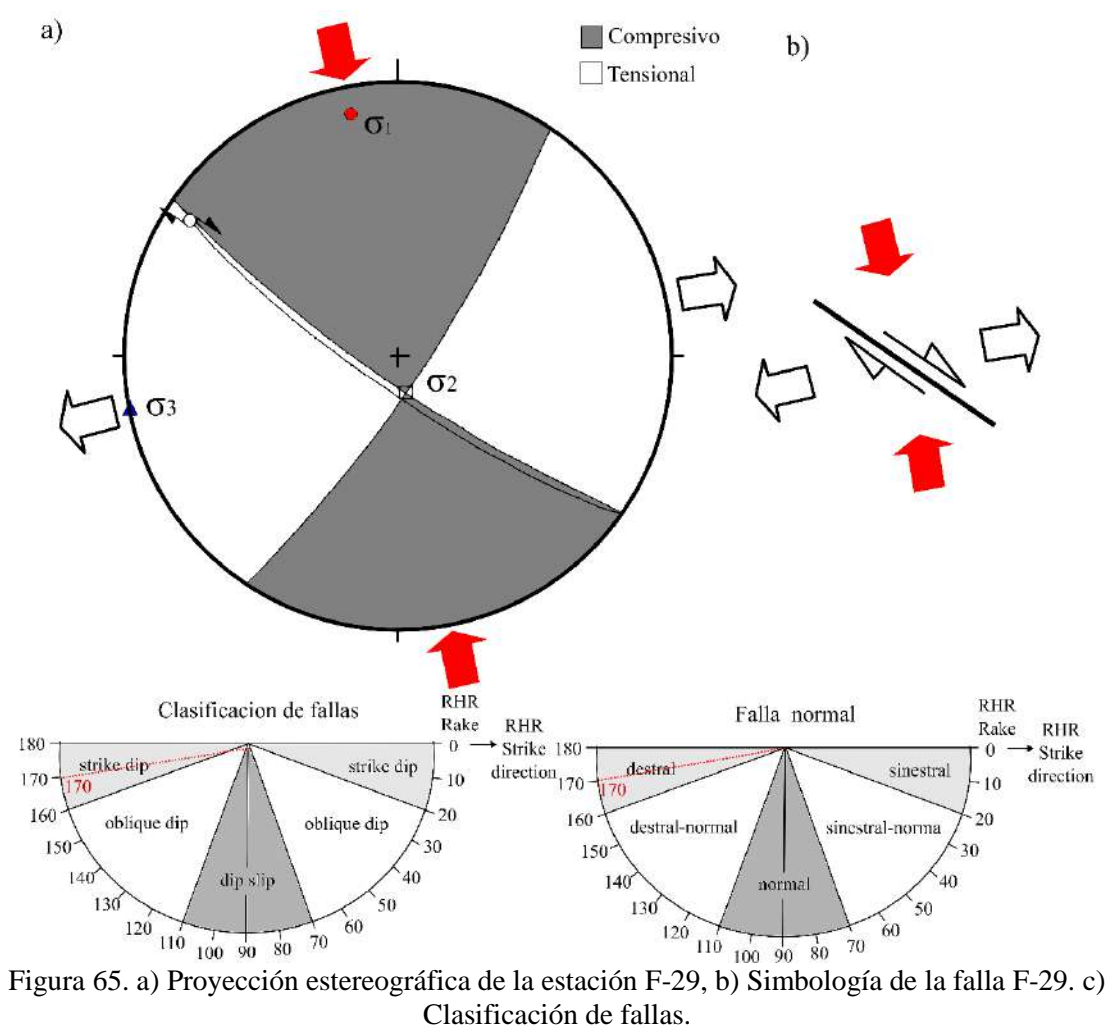 a)
Compresivo
Tensional
b)
σ1
σ2
σ3
Clasificacion de fallas
RHR
Rake
RHR
Strike
direction
180
170
160
150
140
130
120
110
100
90
80
70
60
50
40
30
20
10
0
strike dip
170
strike dip
oblique dip
oblique dip
dip slip
Falla normal
RHR
Rake
RHR
Strike
direction
180
170
160
150
140
130
120
110
100
90
80
70
60
50
40
30
20
10
0
destral
170
sinestral
destral-normal
sinestral-norma
normal
Figura 65. a) Proyección estereográfica de la estación F-29, b) Simbología de la falla F-29. c)
Clasificación de fallas.